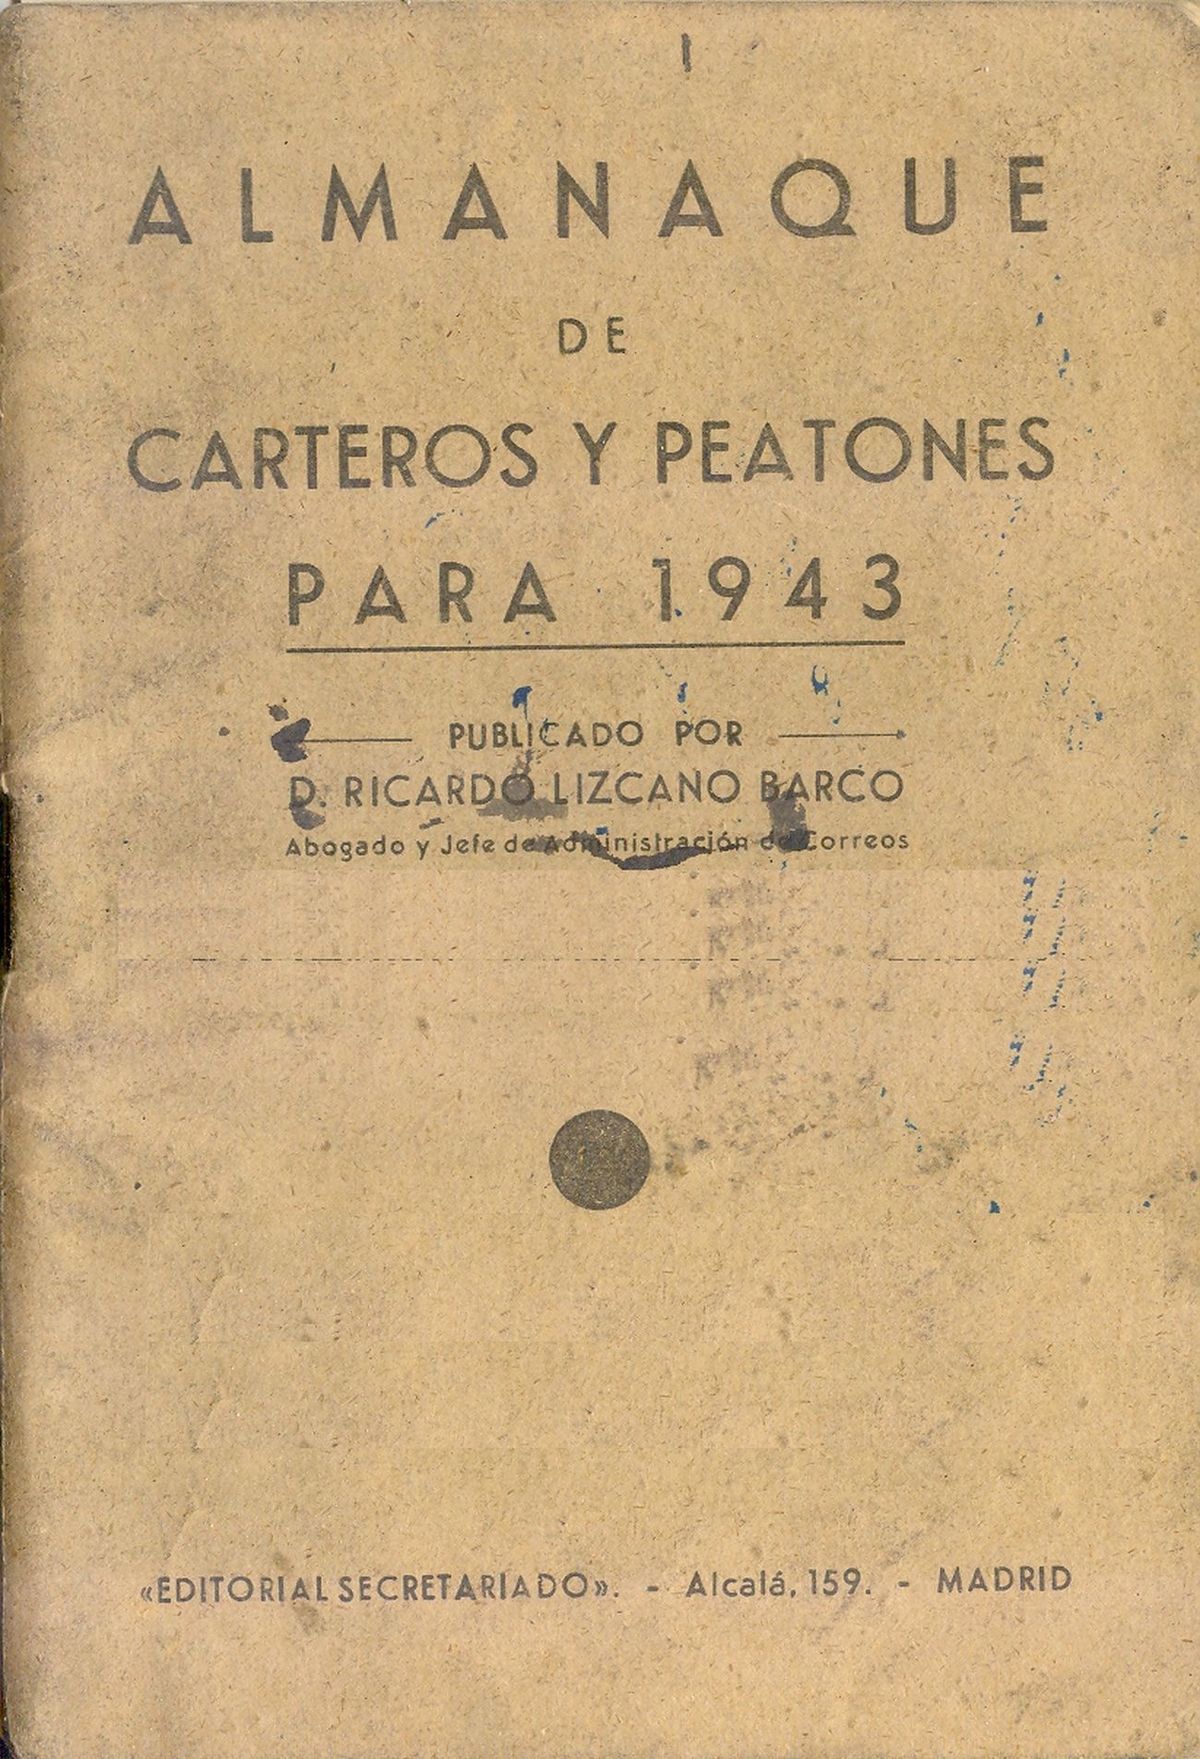 ALMANAQUE
DE
CARTEROS Y PEATONES
PARA 1943
PUBLICADO POR
D. RICARDO LIZCANO BARCO
Abogado y Jefe de Administración de Correos
«EDITORIAL SECRETARIADO». - Alcalá, 159. - MADRID